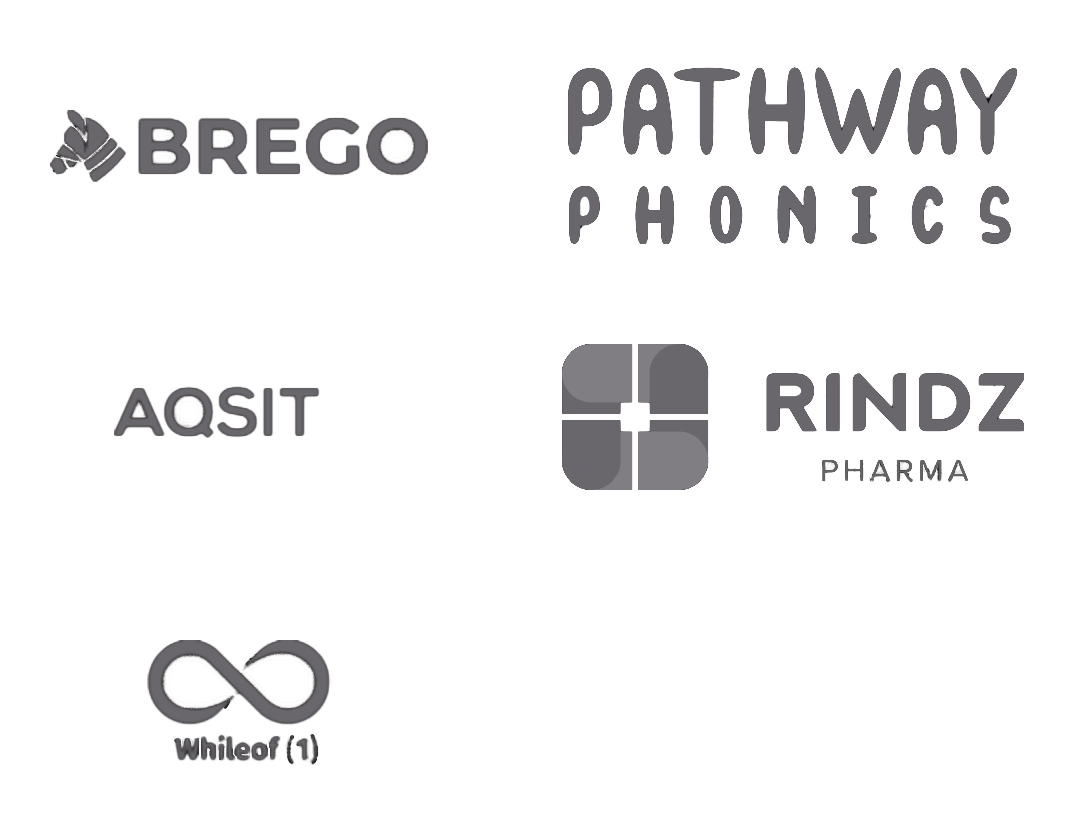 BREGO
PATHWAY
PHONICS
AQSIT
RINDZ
PHARMA
Whileof (1)